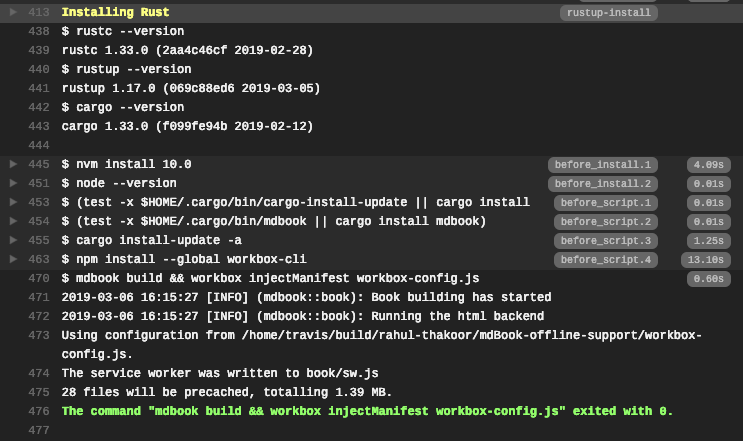 413 Installing Rust rustup-install
438 $ rustc --version
439 rustc 1.33.0 (2aa4c46cf 2019-02-28)
440 $ rustup --version
441 rustup 1.17.0 (069c88ed6 2019-03-05)
442 $ cargo --version
443 cargo 1.33.0 (f099fe94b 2019-02-12)
444
445 $ nvm install 10.0 before_install.1 4.09s
451 $ node --version before_install.2 0.01s
453 $ (test -x $HOME/.cargo/bin/cargo-install-update || cargo install before_script.1 0.01s
454 $ (test -x $HOME/.cargo/bin/mdbook || cargo install mdbook) before_script.2 0.01s
455 $ cargo install-update -a before_script.3 1.25s
463 $ npm install --global workbox-cli before_script.4 13.10s
470 $ mdbook build && workbox injectManifest workbox-config.js 0.60s
471 2019-03-06 16:15:27 [INFO] (mdbook::book): Book building has started
472 2019-03-06 16:15:27 [INFO] (mdbook::book): Running the html backend
473 Using configuration from /home/travis/build/rahul-thakoor/mdBook-offline-support/workbox-
config.js.
474 The service worker was written to book/sw.js
475 28 files will be precached, totalling 1.39 MB.
476 The command "mdbook build && workbox injectManifest workbox-config.js" exited with 0.
477